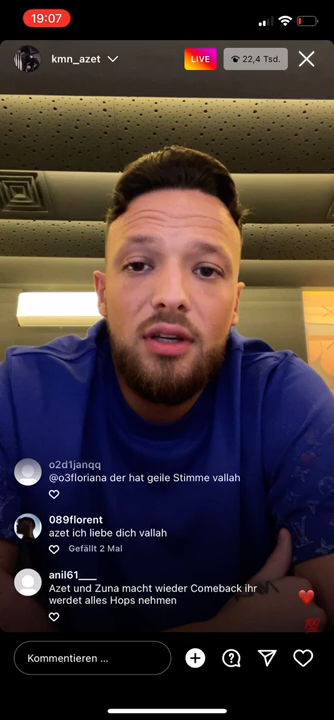 19:07
kmn_azet
LIVE
22,4 Tsd.
o2d1janqq
@o3floriana der hat geile Stimme vallah
089florent
azet ich liebe dich vallah
Gefällt 2 Mal
anil61___
Azet und Zuna macht wieder Comeback ihr
werdet alles Hops nehmen
💯
Kommentieren ...